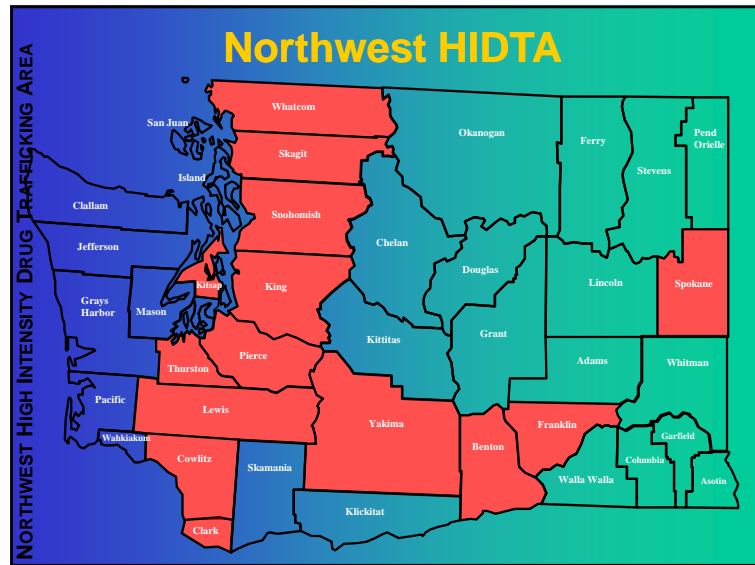 Northwest HIDTA
NORTHWEST HIGH INTENSITY DRUG TRAFFICKING AREA
Whatcom
San Juan
Okanogan
Pend
Orielle
Ferry
Skagit
Stevens
Island
Clallam
Snohomish
Jefferson
Chelan
Douglas
Lincoln
Spokane
Kitsap
King
Grays
Harbor
Mason
Grant
Kittitas
Pierce
Adams
Whitman
Thurston
Pacific
Lewis
Yakima
Franklin
Wahkiakum
Benton
Garfield
Cowlitz
Skamania
Columbia
Walla Walla
Asotin
Klickitat
Clark